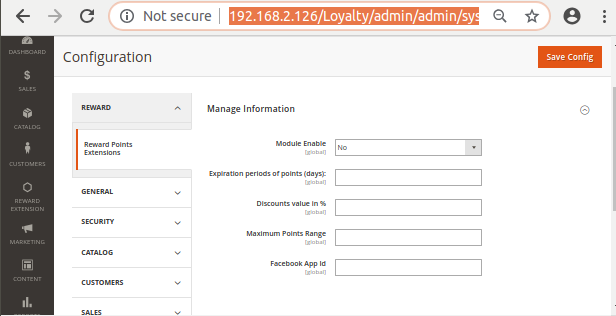 Not secure
192.168.2.126/Loyalty/admin/admin/sys
DASHBOARD
SALES
CATALOG
CUSTOMERS
REWARD
EXTENSION
MARKETING
CONTENT
Configuration
Save Config
REWARD
Reward Points
Extensions
GENERAL
SECURITY
CATALOG
CUSTOMERS
SALES
Manage Information
Module Enable
[global]
No
Expiration periods of points (days):
[global]
Discounts value in %
[global]
Maximum Points Range
[global]
Facebook App Id
[global]